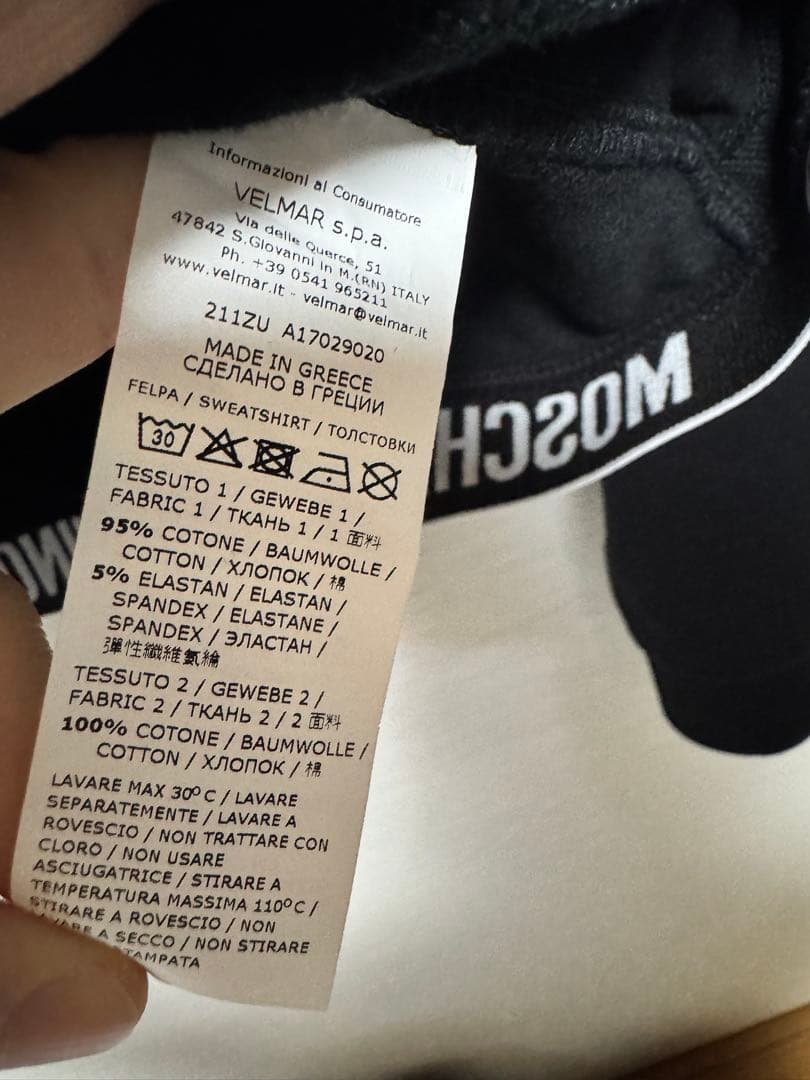 Informazioni al Consumatore
VELMAR s.p.a.
Via delle Querce, 51
47842 S.Giovanni in M.(RN) ITALY
Ph. +39 0541 965211
www.velmar.it - velmar@velmar.it
211ZU A17029020
MADE IN GREECE
СДЕЛАНО В ГРЕЦИИ
FELPA / SWEATSHIRT / ТОЛСТОВКИ
30
TESSUTO 1 / GEWEBE 1 /
FABRIC 1 / ТКАНЬ 1 / 1 面料
95% COTONE / BAUMWOLLE /
COTTON / ХЛОПОК / 棉
5% ELASTAN / ELASTAN /
SPANDEX / ELASTANE /
SPANDEX / ЭЛАСТАН /
彈性纖維氨綸
TESSUTO 2 / GEWEBE 2 /
FABRIC 2 / ТКАНЬ 2 / 2 面料
100% COTONE / BAUMWOLLE /
COTTON / ХЛОПОК / 棉
LAVARE MAX 30°C / LAVARE
SEPARATEMENTE / LAVARE A
ROVESCIO / NON TRATTARE CON
CLORO / NON USARE
ASCIUGATRICE / STIRARE A
TEMPERATURA MASSIMA 110°C /
STIRARE A ROVESCIO / NON
A SECCO / NON STIRARE
MOSCH